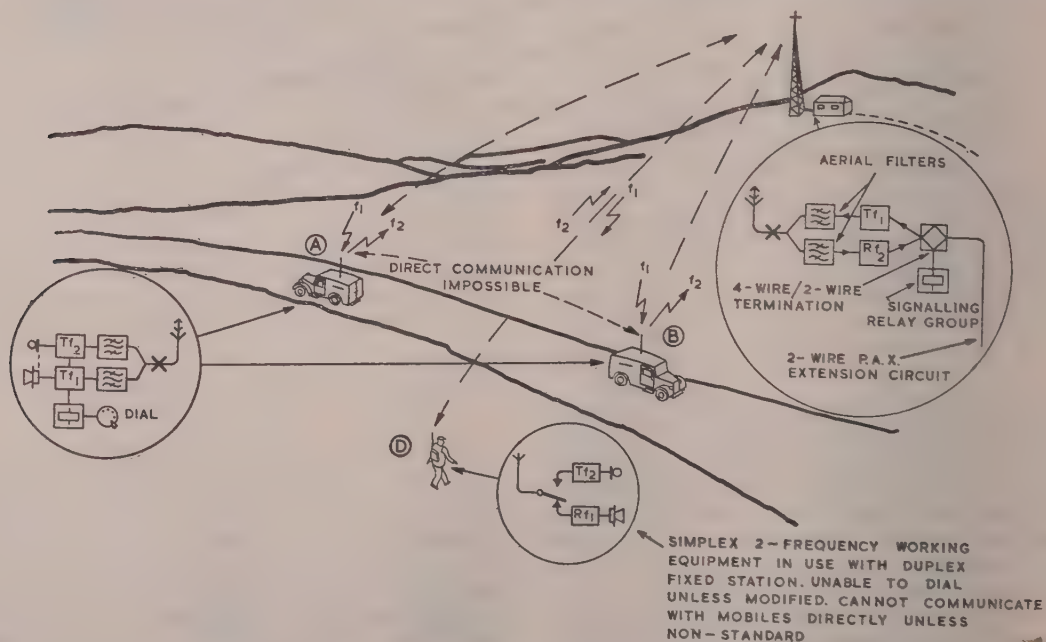 AERIAL FILTERS
Tf₁
Rf₂
4-WIRE/2-WIRE
TERMINATION
SIGNALLING
RELAY GROUP
2-WIRE P.A.X.
EXTENSION CIRCUIT
f₁
f₂
A
f₂
f₁
DIRECT COMMUNICATION
IMPOSSIBLE
f₁
f₂
B
Tf₂
Tf₁
DIAL
D
Tf₂
Rf₁
SIMPLEX 2-FREQUENCY WORKING
EQUIPMENT IN USE WITH DUPLEX
FIXED STATION. UNABLE TO DIAL
UNLESS MODIFIED. CANNOT COMMUNICATE
WITH MOBILES DIRECTLY UNLESS
NON-STANDARD